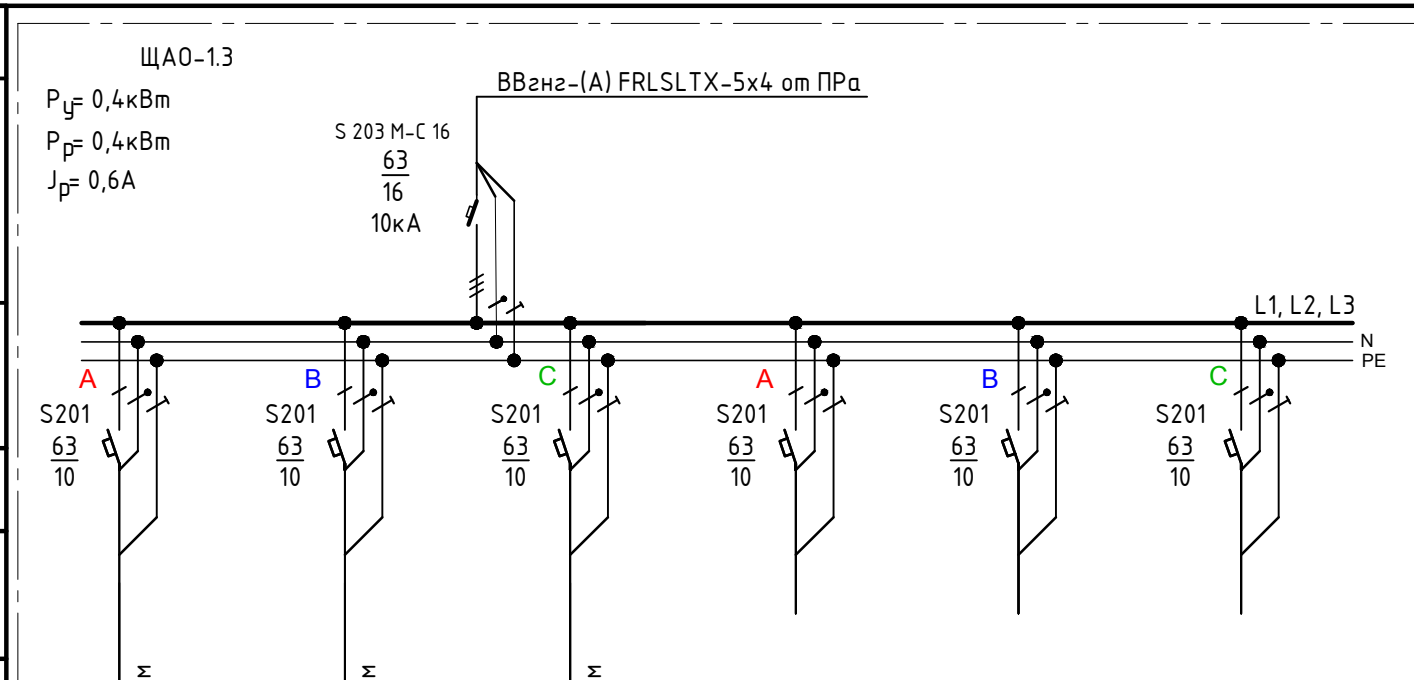 ЩАО-1.3
Pу= 0,4кВт
Pр= 0,4кВт
Jр= 0,6А
ВВгнг-(А) FRLSLTX-5x4 от ПРа
S 203 М-С 16
63
16
10кА
L1, L2, L3
N
PE
A
B
C
A
B
C
S201
63
10
S201
63
10
S201
63
10
S201
63
10
S201
63
10
S201
63
10